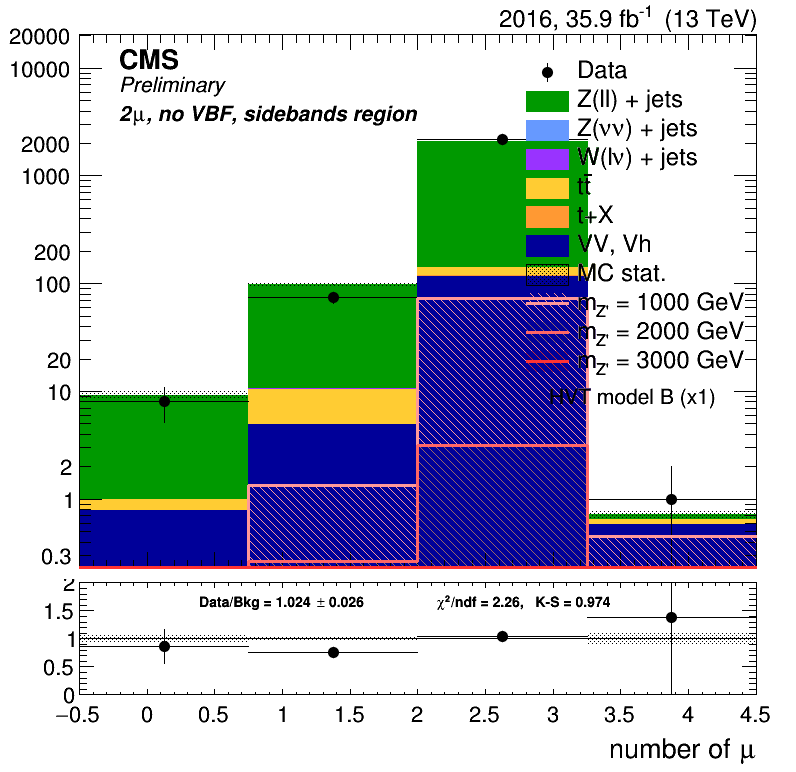 2016, 35.9 fb⁻¹ (13 TeV)
CMS
Preliminary
2μ, no VBF, sidebands region
Data
Z(ll) + jets
Z(νν) + jets
W(lν) + jets
tt̄
t+X
VV, Vh
MC stat.
m_Z' = 1000 GeV
m_Z' = 2000 GeV
m_Z' = 3000 GeV
HVT model B (x1)
20000
10000
2000
1000
200
100
20
10
2
1
0.3
Data/Bkg = 1.024 ± 0.026
χ²/ndf = 2.26, K-S = 0.974
2
1.5
1
0.5
0
−0.5 0 0.5 1 1.5 2 2.5 3 3.5 4 4.5
number of μ